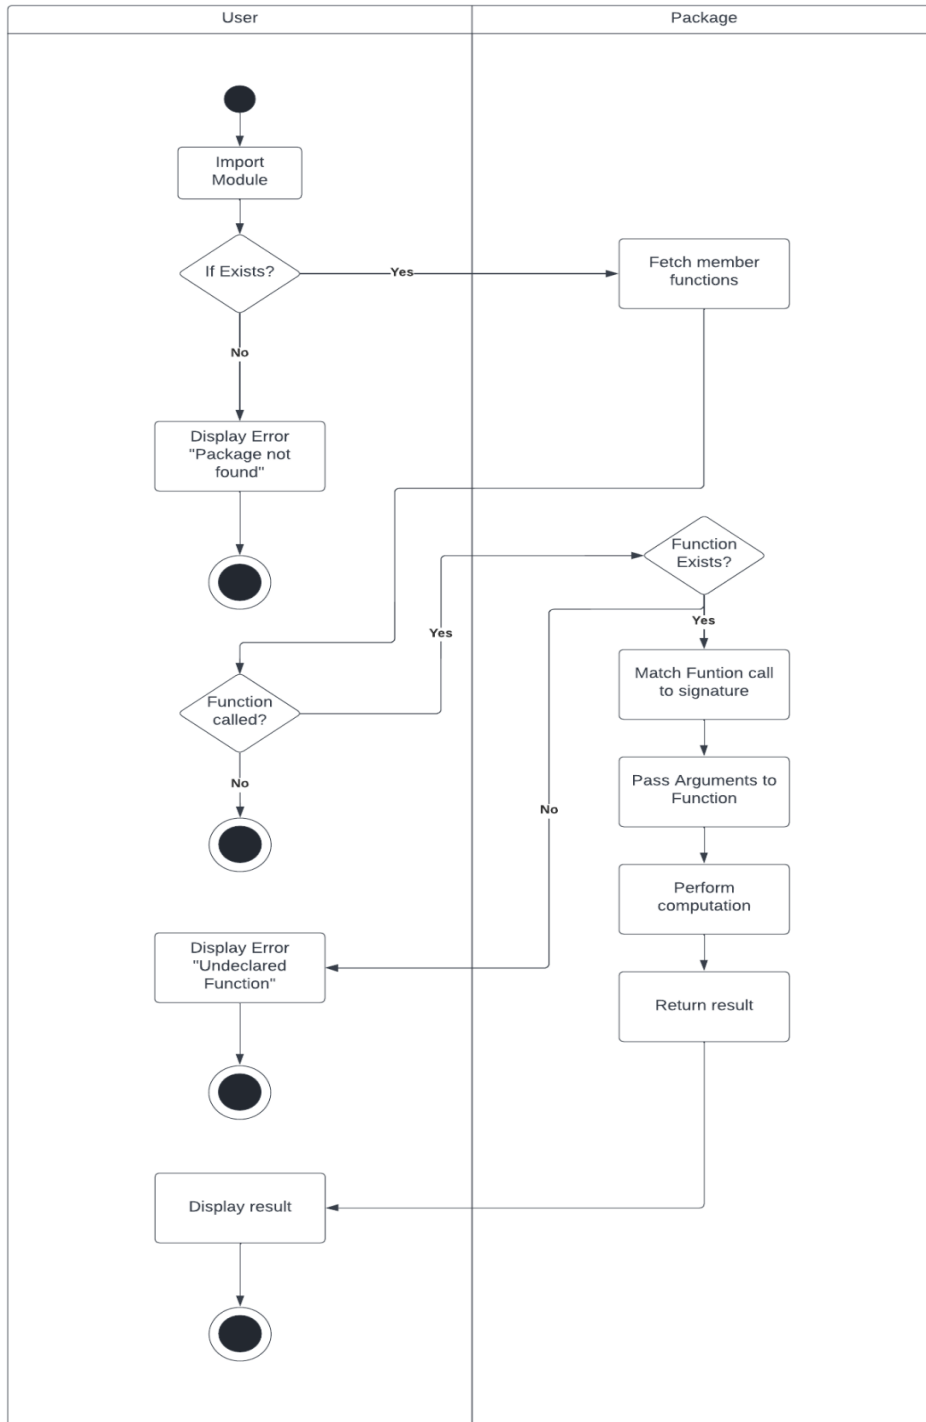 User
Package
Import
Module
If Exists?
Yes
Fetch member
functions
No
Display Error
"Package not
found"
Function
Exists?
Yes
Yes
Match Funtion call
to signature
Function
called?
No
Pass Arguments to
Function
No
Perform
computation
Display Error
"Undeclared
Function"
Return result
Display result